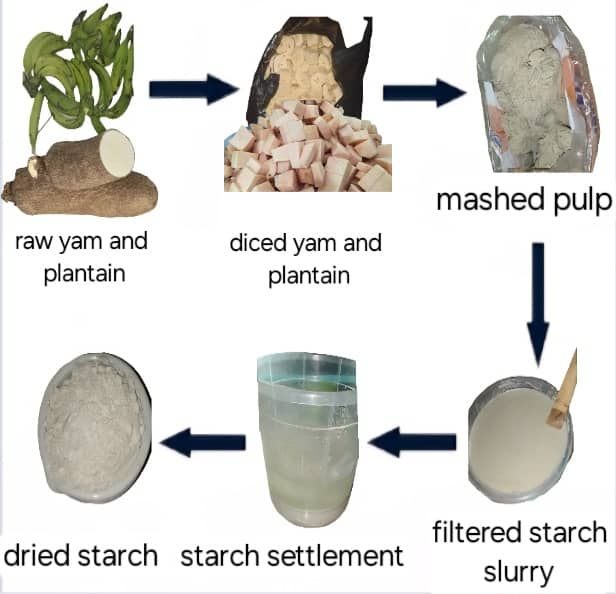 raw yam and
plantain
diced yam and
plantain
mashed pulp
filtered starch
slurry
starch settlement
dried starch